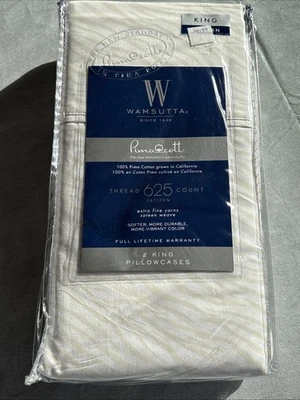 KING
PimaCott
W
WAMSUTTA®
SINCE 1846
PimaCott
100% Pima Cotton grown in California
100% en Coton Pima cultivé en Californie
THREAD 625 COUNT
PATTERN
extra fine yarns
sateen weave
SOFTER, MORE DURABLE,
MORE VIBRANT COLOR
FULL LIFETIME WARRANTY
2 KING
PILLOWCASES